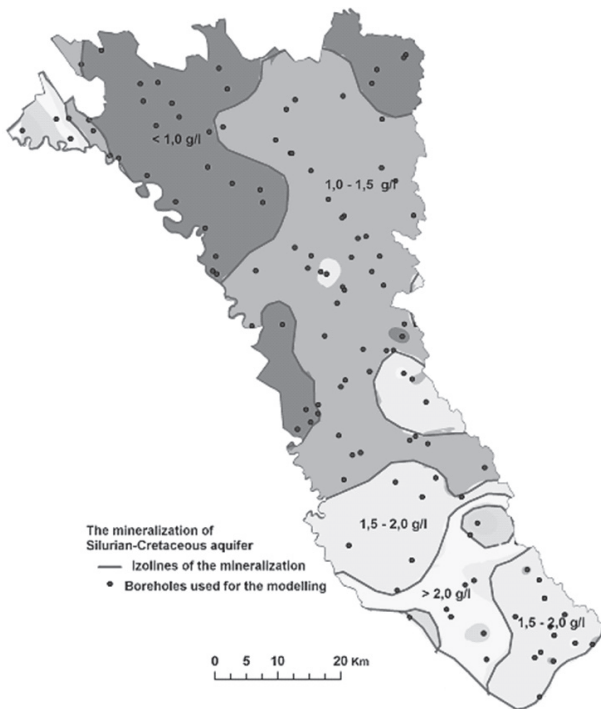 < 1,0 g/l
1,0 - 1,5 g/l
1,5 - 2,0 g/l
The mineralization of
Silurian-Cretaceous aquifer
Izolines of the mineralization
Boreholes used for the modelling
> 2,0 g/l
1,5 - 2,0 g/l
0 5 10 20 Km